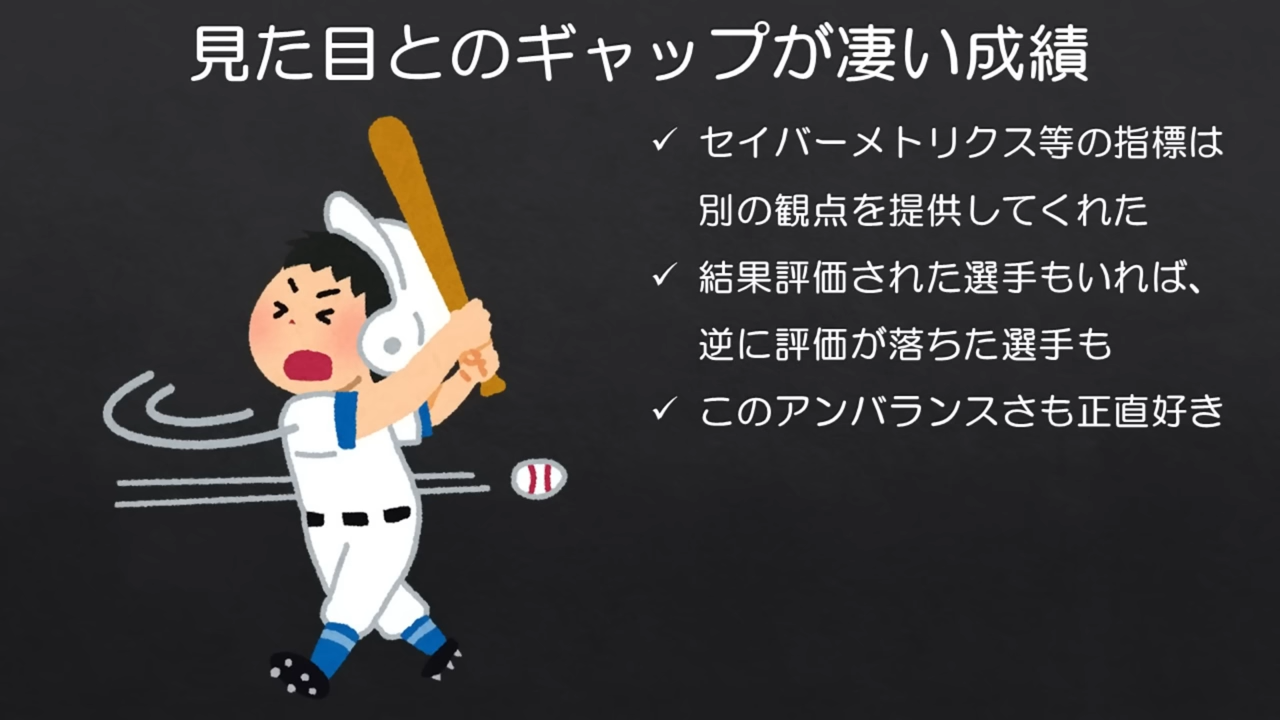 見た目とのギャップが凄い成績
✓ セイバーメトリクス等の指標は
別の観点を提供してくれた
✓ 結果評価された選手もいれば、
逆に評価が落ちた選手も
✓ このアンバランスさも正直好き